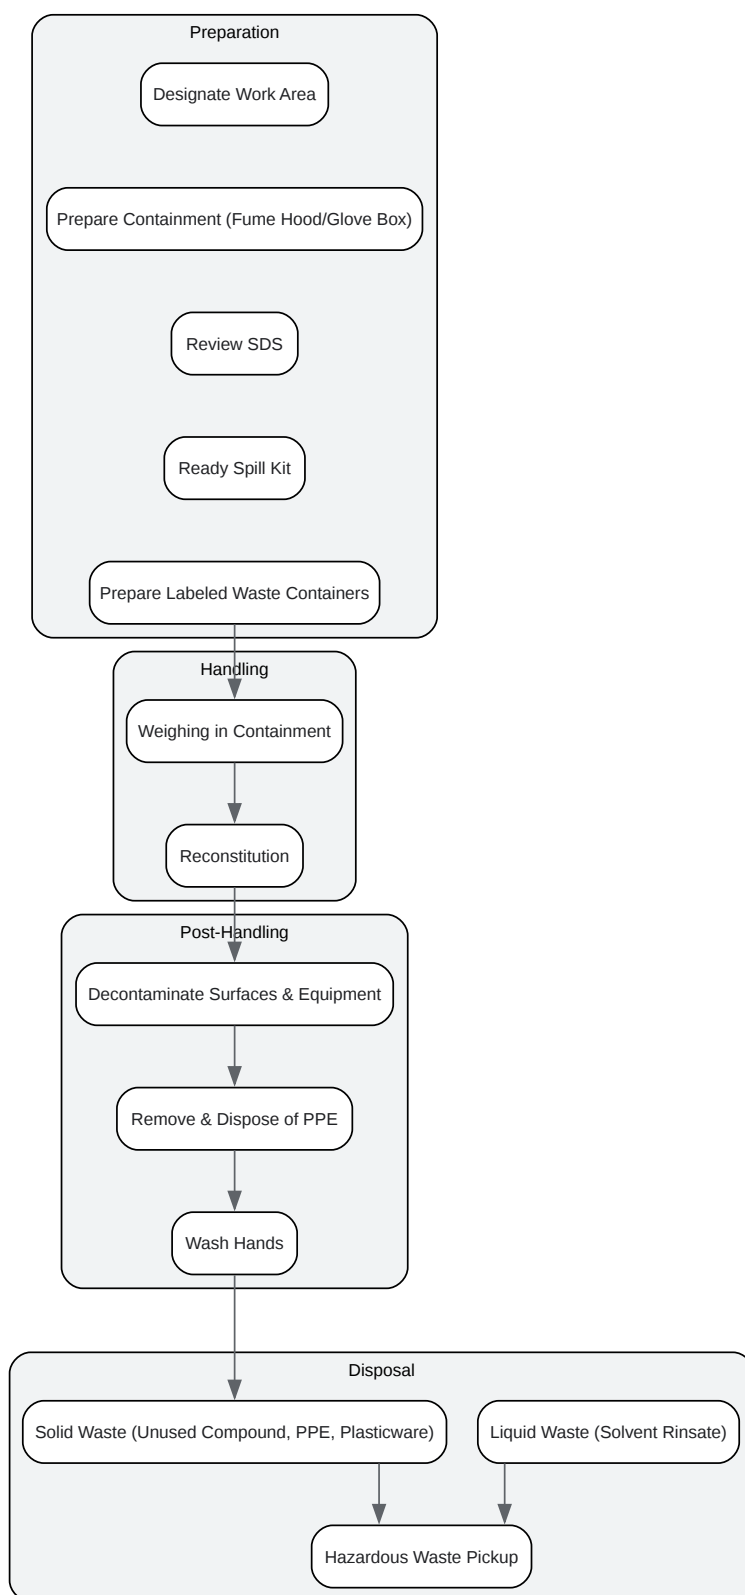 Preparation
Designate Work Area
Prepare Containment (Fume Hood/Glove Box)
Review SDS
Ready Spill Kit
Prepare Labeled Waste Containers
Handling
Weighing in Containment
Reconstitution
Post-Handling
Decontaminate Surfaces & Equipment
Remove & Dispose of PPE
Wash Hands
Disposal
Solid Waste (Unused Compound, PPE, Plasticware)
Liquid Waste (Solvent Rinsate)
Hazardous Waste Pickup